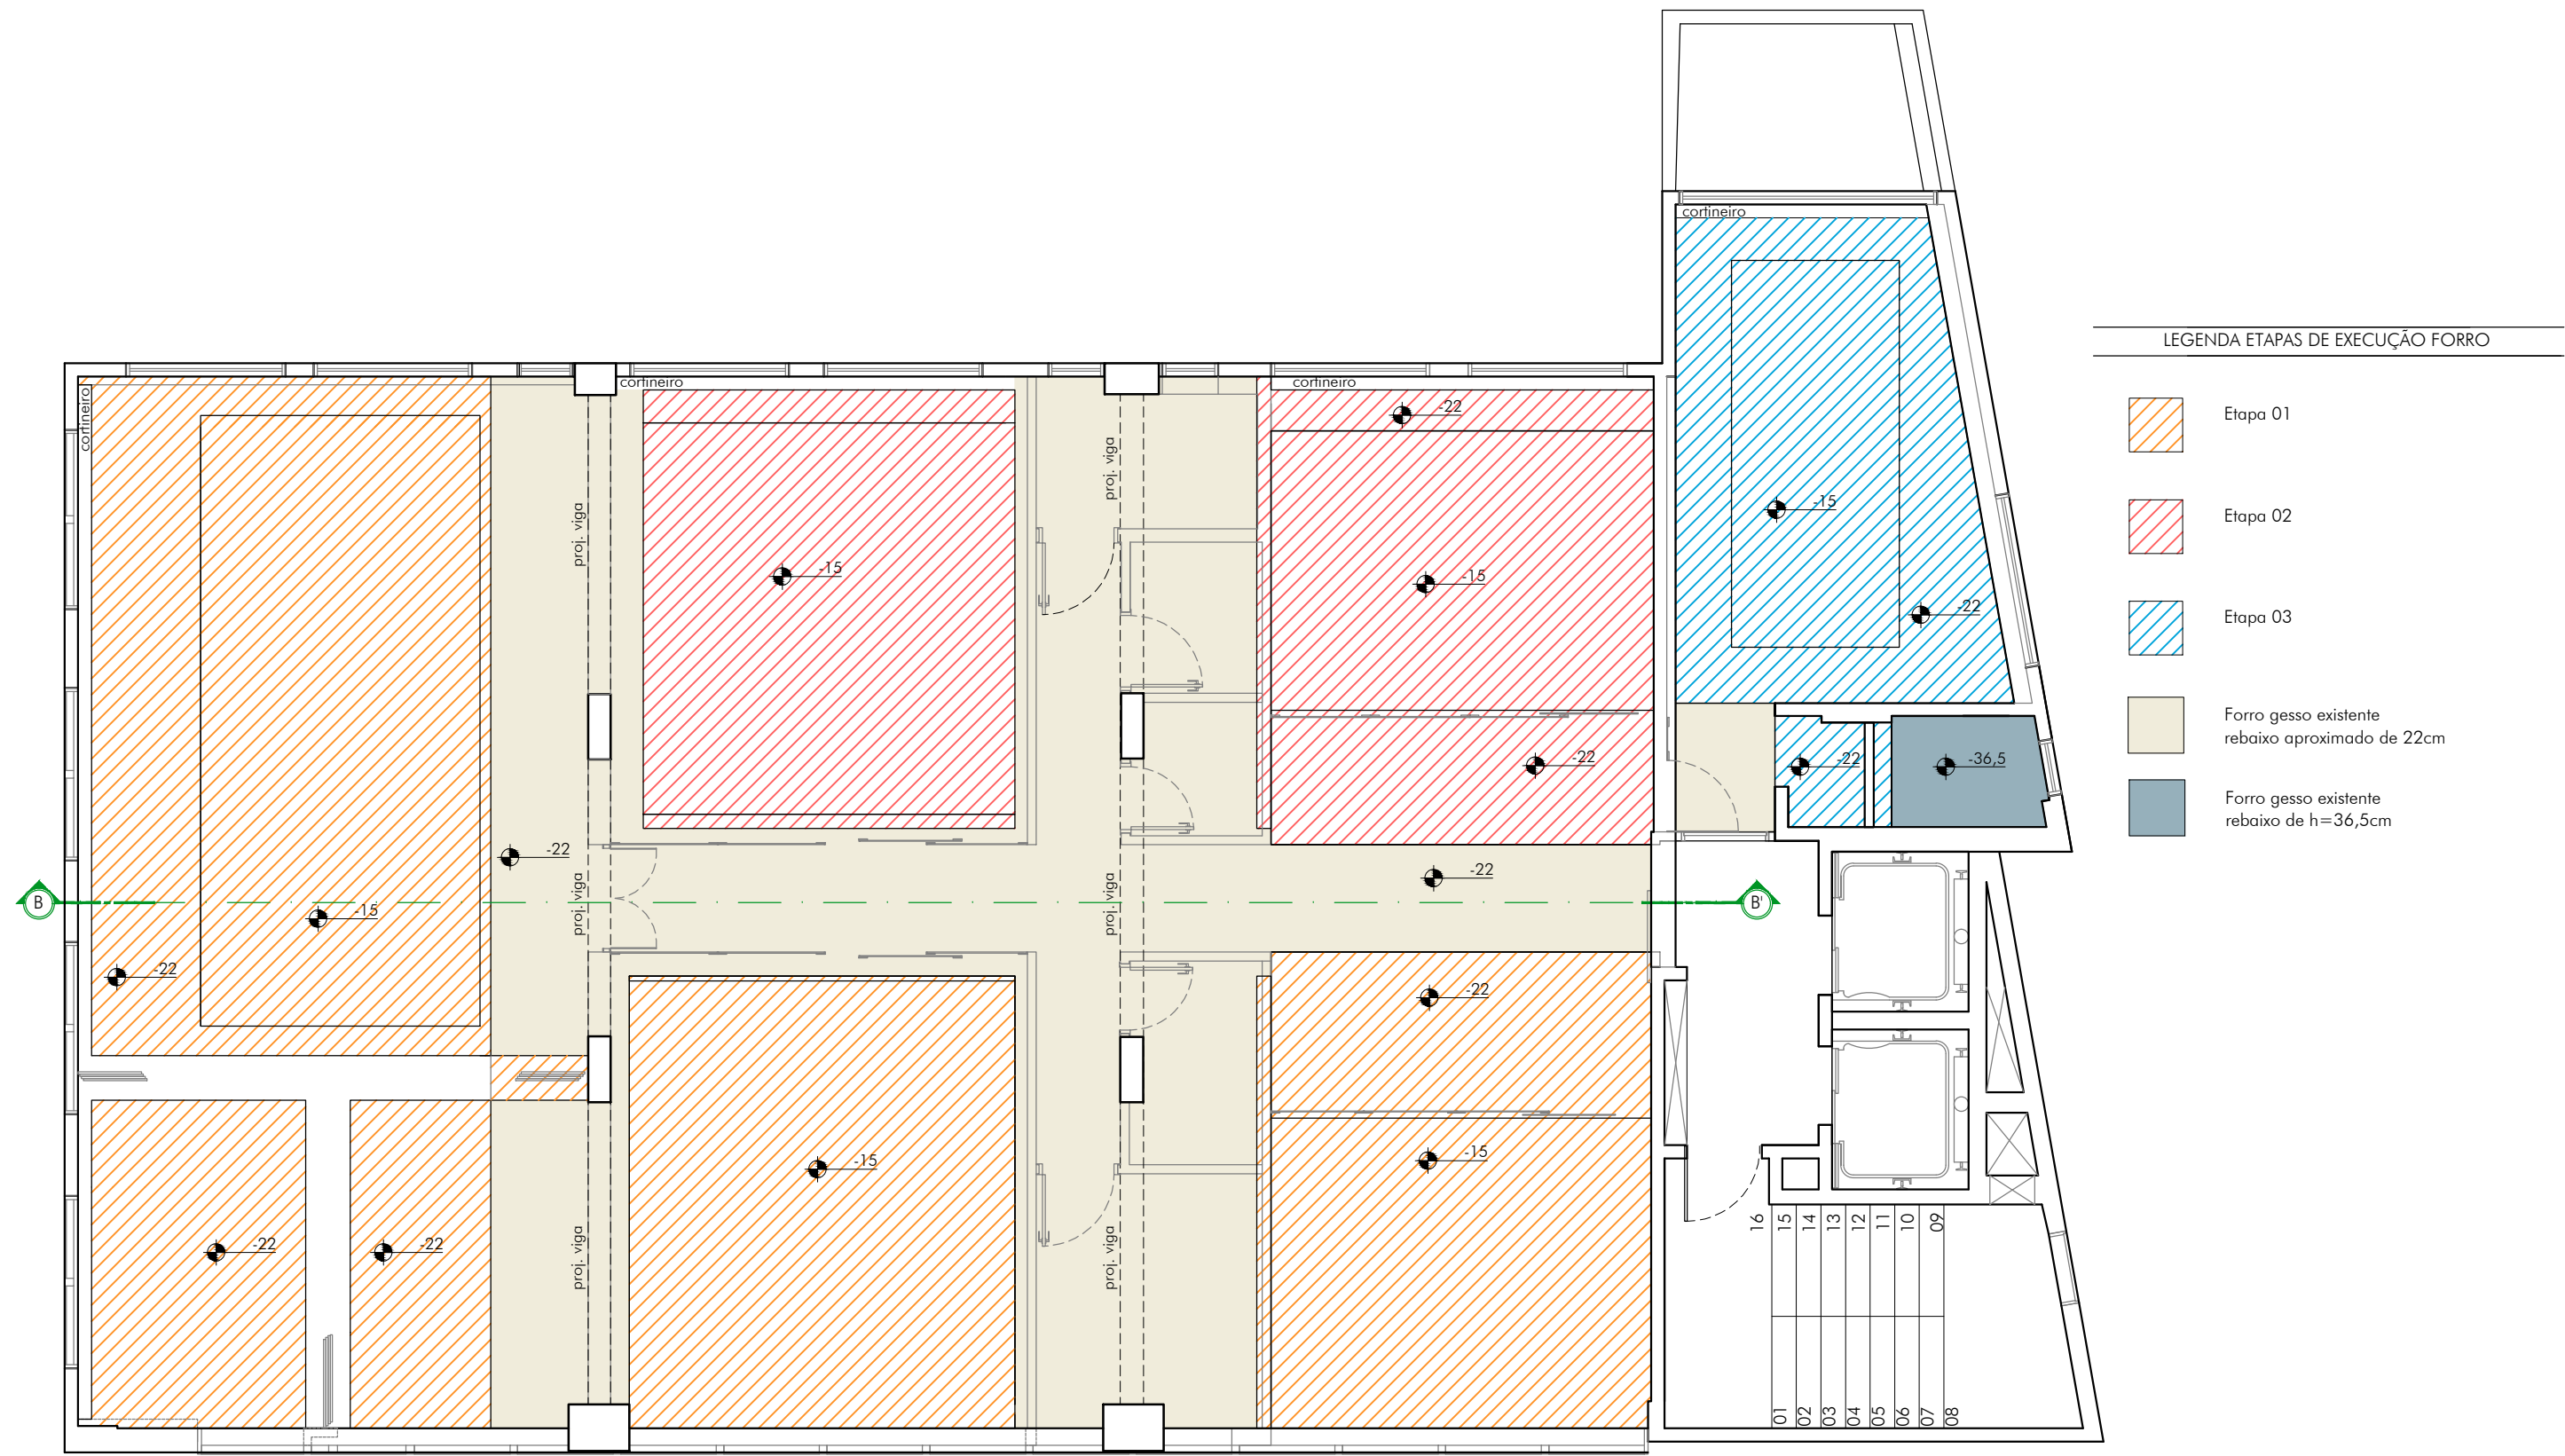 cortineiro
LEGENDA ETAPAS DE EXECUÇÃO FORRO
cortineiro
cortineiro
cortineiro
-22
Etapa 01
proj. viga
proj. viga
-15
Etapa 02
-15
-15
-22
Etapa 03
-22
-22
-36,5
Forro gesso existente
rebaixo aproximado de 22cm
Forro gesso existente
rebaixo de h=36,5cm
-22
-22
B
-15
proj. viga
proj. viga
B'
-22
-22
-15
-15
-22
-22
proj. viga
proj. viga
16
15
14
13
12
11
10
09
01
02
03
04
05
06
07
08